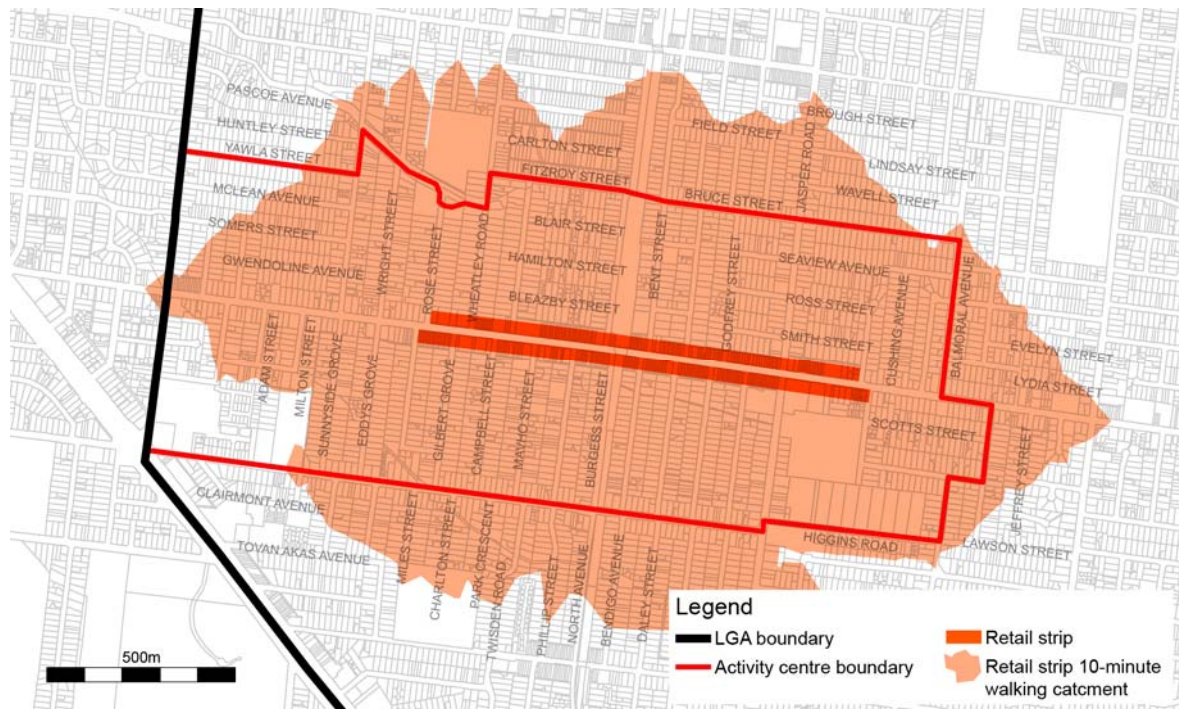 PASCOE AVENUE
HUNTLEY STREET
YAWLA STREET
MCLEAN AVENUE
SOMERS STREET
GWENDOLINE AVENUE
WRIGHT STREET
ROSE STREET
WHEATLEY ROAD
CARLTON STREET
FITZROY STREET
BLAIR STREET
HAMILTON STREET
BLEAZBY STREET
BENT STREET
FIELD STREET
BRUCE STREET
JASPER ROAD
BROUGH STREET
LINDSAY STREET
WAVELL STREET
GODFREY STREET
SEAVIEW AVENUE
ROSS STREET
SMITH STREET
CUSHING AVENUE
BALMORAL AVENUE
EVELYN STREET
LYDIA STREET
SCOTTS STREET
JEFFREY STREET
LAWSON STREET
HIGGINS ROAD
ADAM STREET
MILTON STREET
SUNNYSIDE GROVE
EDDYS GROVE
GILBERT GROVE
CAMPBELL STREET
MAVHO STREET
BURGESS STREET
CLAIRMONT AVENUE
TOVAN AKAS AVENUE
MILES STREET
CHARLTON STREET
PARK CRESCENT
TWISDEN ROAD
PHILLIP STREET
NORTH AVENUE
BENDIGO AVENUE
DALEY STREET
500m
Legend
LGA boundary
Activity centre boundary
Retail strip
Retail strip 10-minute
walking catcment